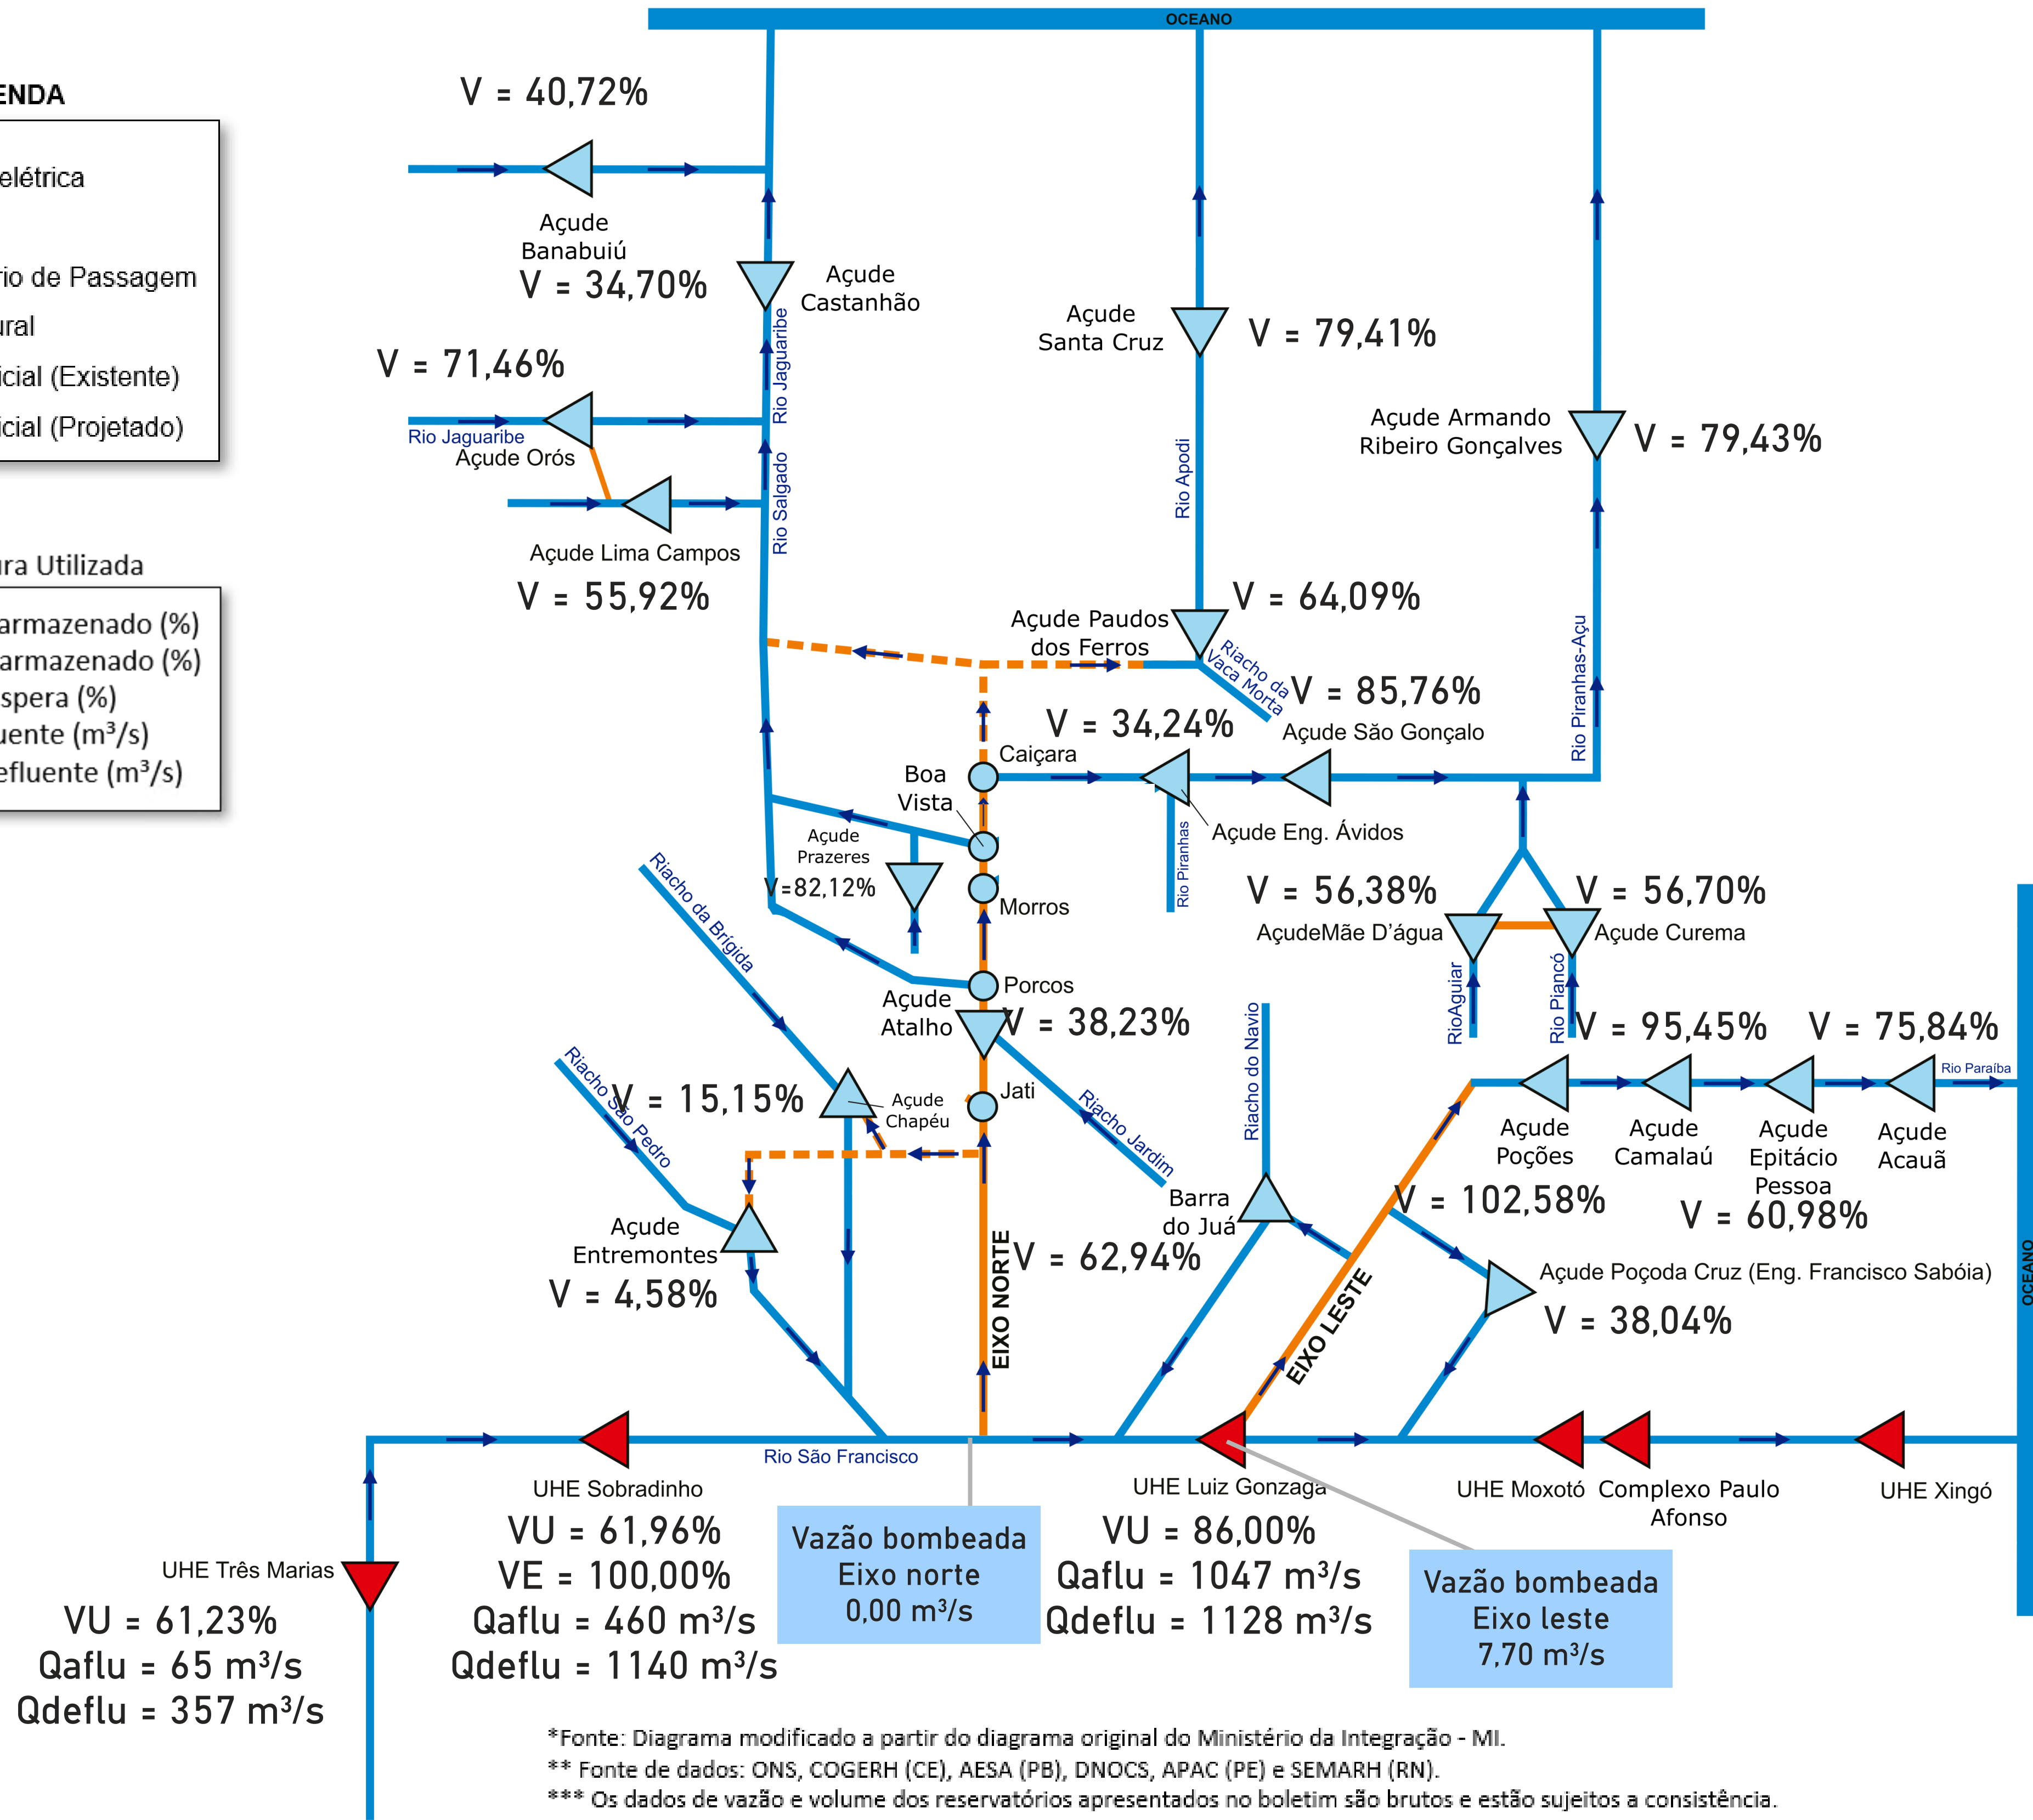 OCEANO
V = 40,72%
ENDA
elétrica
rio de Passagem
ural
icial (Existente)
icial (Projetado)
Açude
Banabuiú
V = 34,70%
Açude
Castanhão
Rio Jaguaribe
V = 71,46%
Rio Jaguaribe
Açude Orós
Rio Salgado
Açude Lima Campos
V = 55,92%
Açude
Santa Cruz
V = 79,41%
Rio Apodi
Açude Armando
Ribeiro Gonçalves
V = 79,43%
ura Utilizada
armazenado (%)
armazenado (%)
spera (%)
uente (m³/s)
efluente (m³/s)
Açude Paudos
dos Ferros
V = 64,09%
Riacho da
Vaca Morta
V = 85,76%
Açude São Gonçalo
V = 34,24%
Rio Piranhas-Açu
Caiçara
Boa
Vista
Açude Eng. Ávidos
Rio Piranhas
Açude
Prazeres
V=82,12%
Morros
Riacho da Brígida
V = 56,38%
AçudeMãe D'água
V = 56,70%
Açude Curema
RioAguiar
Rio Piancó
Porcos
Açude
Atalho
V = 38,23%
Riacho do Navio
V = 95,45%
V = 75,84%
Rio Paraíba
Riacho São Pedro
V = 15,15%
Açude
Chapéu
Jati
Riacho Jardim
Açude
Poções
Açude
Camalaú
Açude
Epitácio
Pessoa
Açude
Acauã
V = 102,58%
V = 60,98%
Barra
do Juá
V = 62,94%
Açude
Entremontes
V = 4,58%
EIXO NORTE
EIXO LESTE
Açude Poçoda Cruz (Eng. Francisco Sabóia)
V = 38,04%
OCEANO
Rio São Francisco
UHE Sobradinho
VU = 61,96%
VE = 100,00%
Qaflu = 460 m³/s
Qdeflu = 1140 m³/s
Vazão bombeada
Eixo norte
0,00 m³/s
UHE Luiz Gonzaga
VU = 86,00%
Qaflu = 1047 m³/s
Qdeflu = 1128 m³/s
Vazão bombeada
Eixo leste
7,70 m³/s
UHE Moxotó
Complexo Paulo
Afonso
UHE Xingó
UHE Três Marias
VU = 61,23%
Qaflu = 65 m³/s
Qdeflu = 357 m³/s
*Fonte: Diagrama modificado a partir do diagrama original do Ministério da Integração - MI.
** Fonte de dados: ONS, COGERH (CE), AESA (PB), DNOCS, APAC (PE) e SEMARH (RN).
*** Os dados de vazão e volume dos reservatórios apresentados no boletim são brutos e estão sujeitos a consistência.